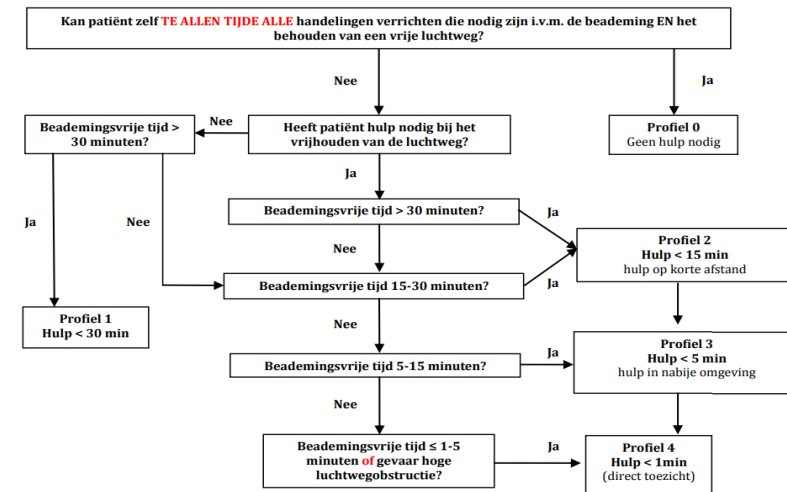 Kan patiënt zelf TE ALLEN TIJDE ALLE handelingen verrichten die nodig zijn i.v.m. de beademing EN het
behouden van een vrije luchtweg?
Nee
Ja
Beademingsvrije tijd >
30 minuten?
Nee
Heeft patiënt hulp nodig bij het
vrijhouden van de luchtweg?
Profiel 0
Geen hulp nodig
Ja
Ja
Nee
Beademingsvrije tijd > 30 minuten?
Ja
Nee
Profiel 2
Hulp < 15 min
hulp op korte afstand
Beademingsvrije tijd 15-30 minuten?
Ja
Profiel 1
Hulp < 30 min
Nee
Profiel 3
Hulp < 5 min
hulp in nabije omgeving
Beademingsvrije tijd 5-15 minuten?
Ja
Nee
Beademingsvrije tijd ≤ 1-5
minuten of gevaar hoge
luchtwegobstructie?
Ja
Profiel 4
Hulp < 1min
(direct toezicht)